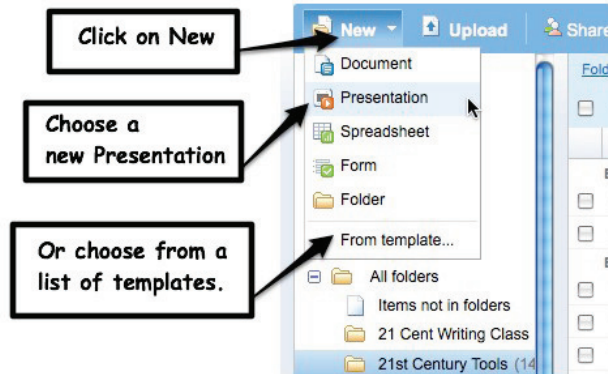 Click on New
Choose a
new Presentation
Or choose from a
list of templates.
New Upload Share
Document
Presentation
Spreadsheet
Form
Folder
From template...
All folders
Items not in folders
21 Cent Writing Class
21st Century Tools (14
Fold